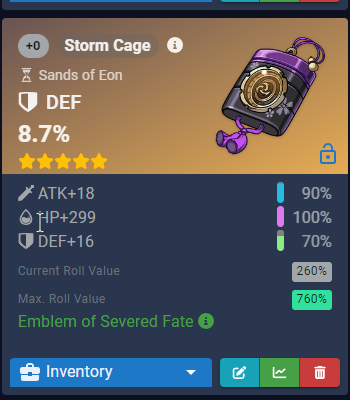 +0 Storm Cage
Sands of Eon
DEF
8.7%
ATK+18 90%
HP+299 100%
DEF+16 70%
Current Roll Value 260%
Max. Roll Value 760%
Emblem of Severed Fate
Inventory